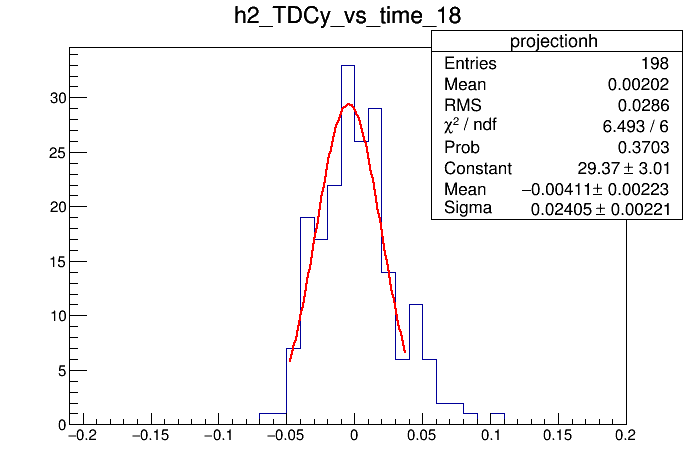 h2_TDCy_vs_time_18
projectionh
Entries 198
Mean 0.00202
RMS 0.0286
χ² / ndf 6.493 / 6
Prob 0.3703
Constant 29.37 ± 3.01
Mean −0.00411± 0.00223
Sigma 0.02405 ± 0.00221
30
25
20
15
10
5
0
−0.2 −0.15 −0.1 −0.05 0 0.05 0.1 0.15 0.2